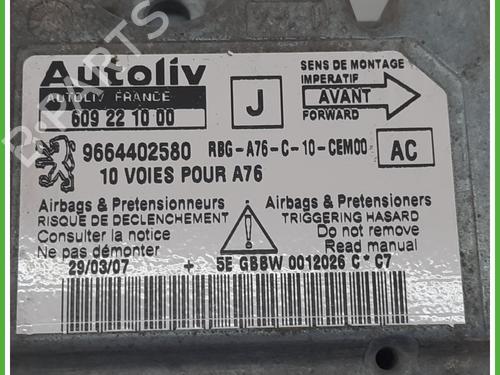 Autoliv
AUTOLIV FRANCE
609 22 10 00
J
SENS DE MONTAGE
IMPERATIF
AVANT
FORWARD
9664402580 RBG-A76-C-10-CEM00 AC
10 VOIES POUR A76
Airbags & Pretensionneurs
RISQUE DE DECLENCHEMENT
Consulter la notice
Ne pas démonter
Airbags & Pretensioners
TRIGGERING HASARD
Do not remove
Read manual
29/03/07 + 5E GBBW 0012026 C * C7
B-PARTS